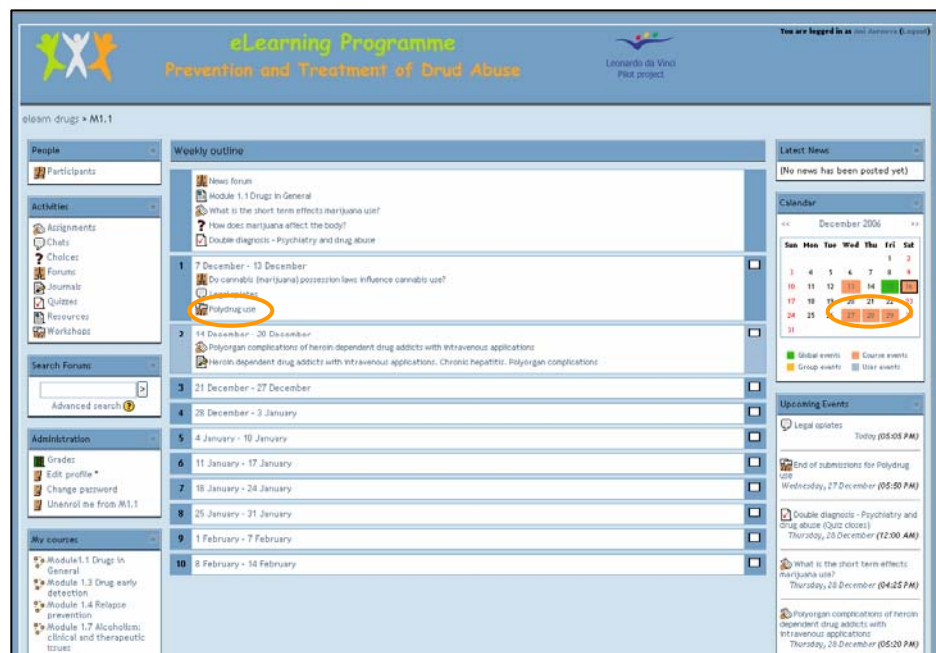 You are logged in as (Logout)
eLearning Programme
Prevention and Treatment of Drud Abuse
Leonardo da Vinci
Pilot project
elearn drugs » M1.1
People
Participants
Activities
Assignments
Chats
Choices
Forums
Journals
Quizzes
Resources
Workshops
Search Forums
>
Advanced search ?
Administration
Grades
Edit profile *
Change password
Unenrol me from M1.1
My courses
Module1.1 Drugs in
General
Module 1.3 Drug early
detection
Module 1.4 Relapse
prevention
Module 1.7 Alcoholism:
clinical and therapeutic
issues
Weekly outline
News forum
Module 1.1 Drugs in General
What is the short term effects marijuana use?
? How does marijuana affect the body?
Double diagnosis - Psychiatry and drug abuse
1 7 December - 13 December
Do cannabis (marijuana) possession laws influence cannabis use?
Legal opiates
Polydrug use
2 14 December - 20 December
Polyorgan complications of heroin dependent drug addicts with intravenous applications
Heroin dependent drug addicts with intravenous applications. Chronic hepatitis. Polyorgan complications
3 21 December - 27 December
4 28 December - 3 January
5 4 January - 10 January
6 11 January - 17 January
7 18 January - 24 January
8 25 January - 31 January
9 1 February - 7 February
10 8 February - 14 February
Latest News
(No news has been posted yet)
Calendar
<< December 2006 >>
Sun Mon Tue Wed Thu Fri Sat
1 2
3 4 5 6 7 8 9
10 11 12 13 14 15 16
17 18 19 20 21 22 23
24 25 26 27 28 29
31
Global events Course events
Group events User events
Upcoming Events
Legal opiates
Today (05:05 PM)
End of submissions for Polydrug
use
Wednesday, 27 December (05:50 PM)
Double diagnosis - Psychiatry and
drug abuse (Quiz closes)
Thursday, 28 December (12:00 AM)
What is the short term effects
marijuana use?
Thursday, 28 December (04:25 PM)
Polyorgan complications of heroin
dependent drug addicts with
intravenous applications
Thursday, 28 December (05:20 PM)